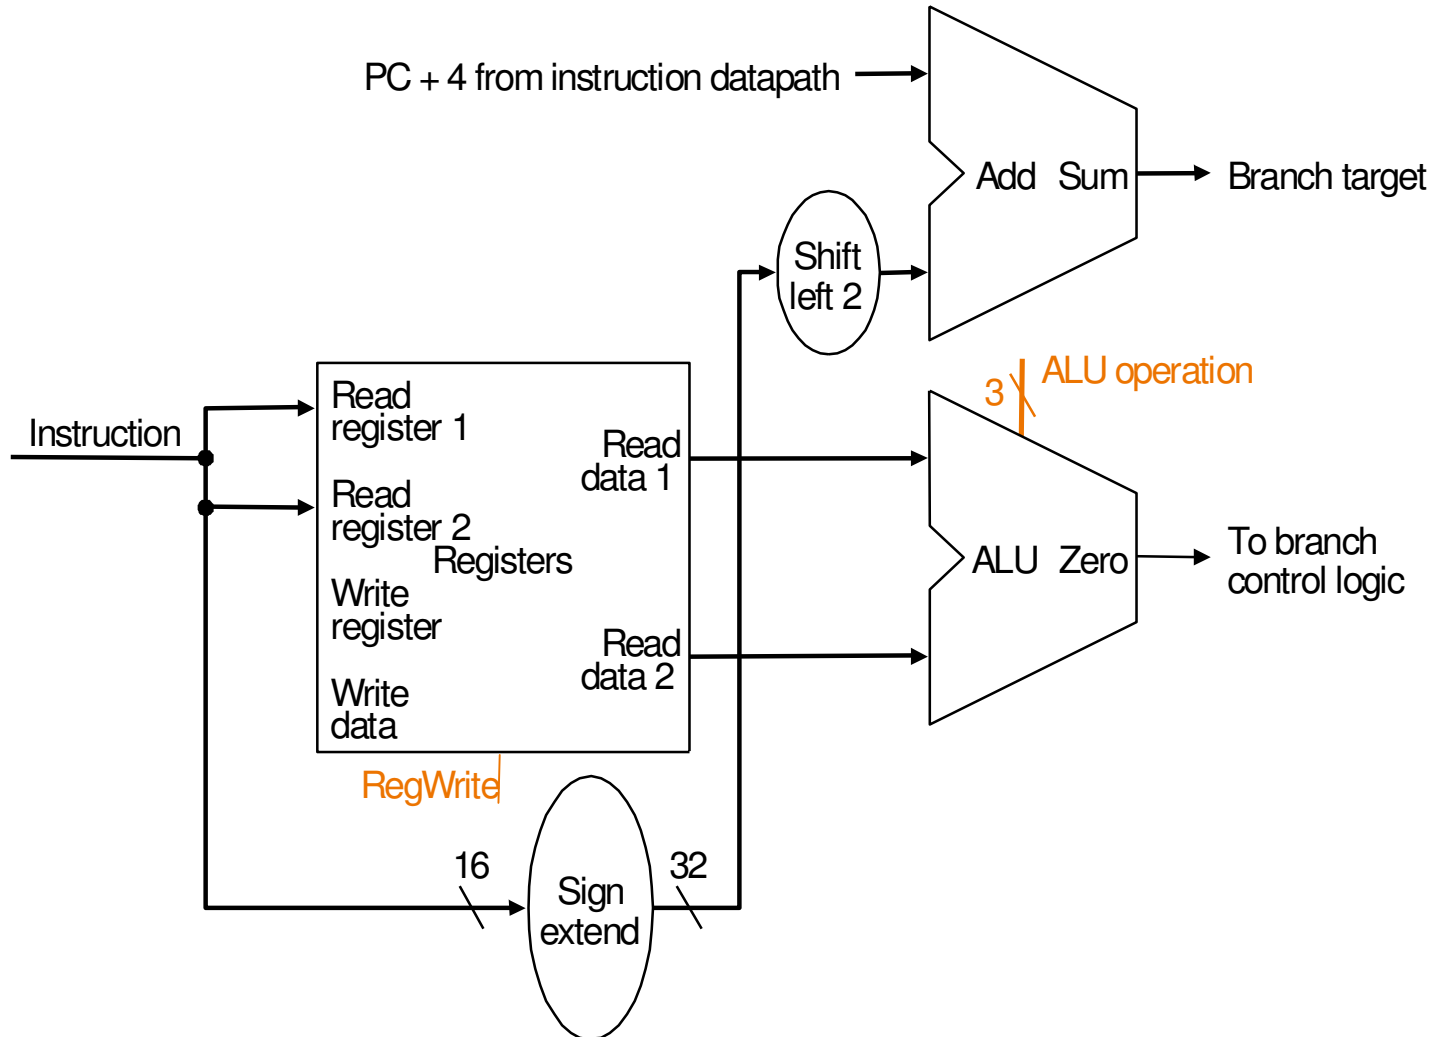 PC + 4 from instruction datapath
Add Sum
Branch target
Shift
left 2
ALU operation
3
Instruction
Read
register 1
Read
data 1
Read
register 2
Registers
Write
register
Read
data 2
Write
data
ALU Zero
To branch
control logic
RegWrite
16
32
Sign
extend